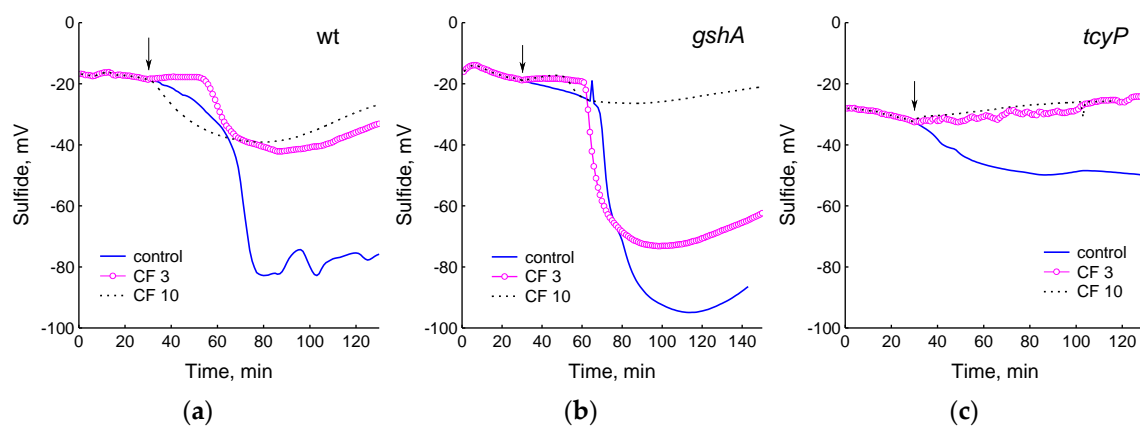 wt
0
-20
-40
-60
-80
-100
Sulfide, mV
control
CF 3
CF 10
0 20 40 60 80 100 120
Time, min
(a)
gshA
0
-20
-40
-60
-80
-100
Sulfide, mV
control
CF 3
CF 10
0 20 40 60 80 100 120 140
Time, min
(b)
tcyP
0
-20
-40
-60
-80
-100
Sulfide, mV
control
CF 3
CF 10
0 20 40 60 80 100 120
Time, min
(c)